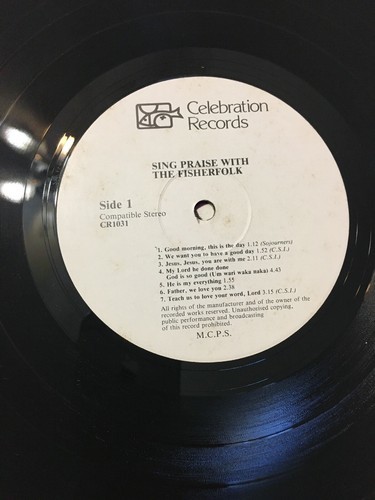 Celebration
Records
SING PRAISE WITH
THE FISHERFOLK
Side 1
Compatible Stereo
CR1031
1. Good morning, this is the day 1.12 (Sojourners)
2. We want you to have a good day 1.52 (C.S.I.)
3. Jesus, Jesus, you are with me 2.11 (C.S.I.)
4. My Lord he done done
God is so good (Um wari waka naka) 4.43
5. He is my everything 1.55
6. Father, we love you 2.38
7. Teach us to love your word, Lord 3.15 (C.S.I.)
All rights of the manufacturer and of the owner of the
recorded works reserved. Unauthorised copying,
public performance and broadcasting
of this record prohibited.
M.C.P.S.